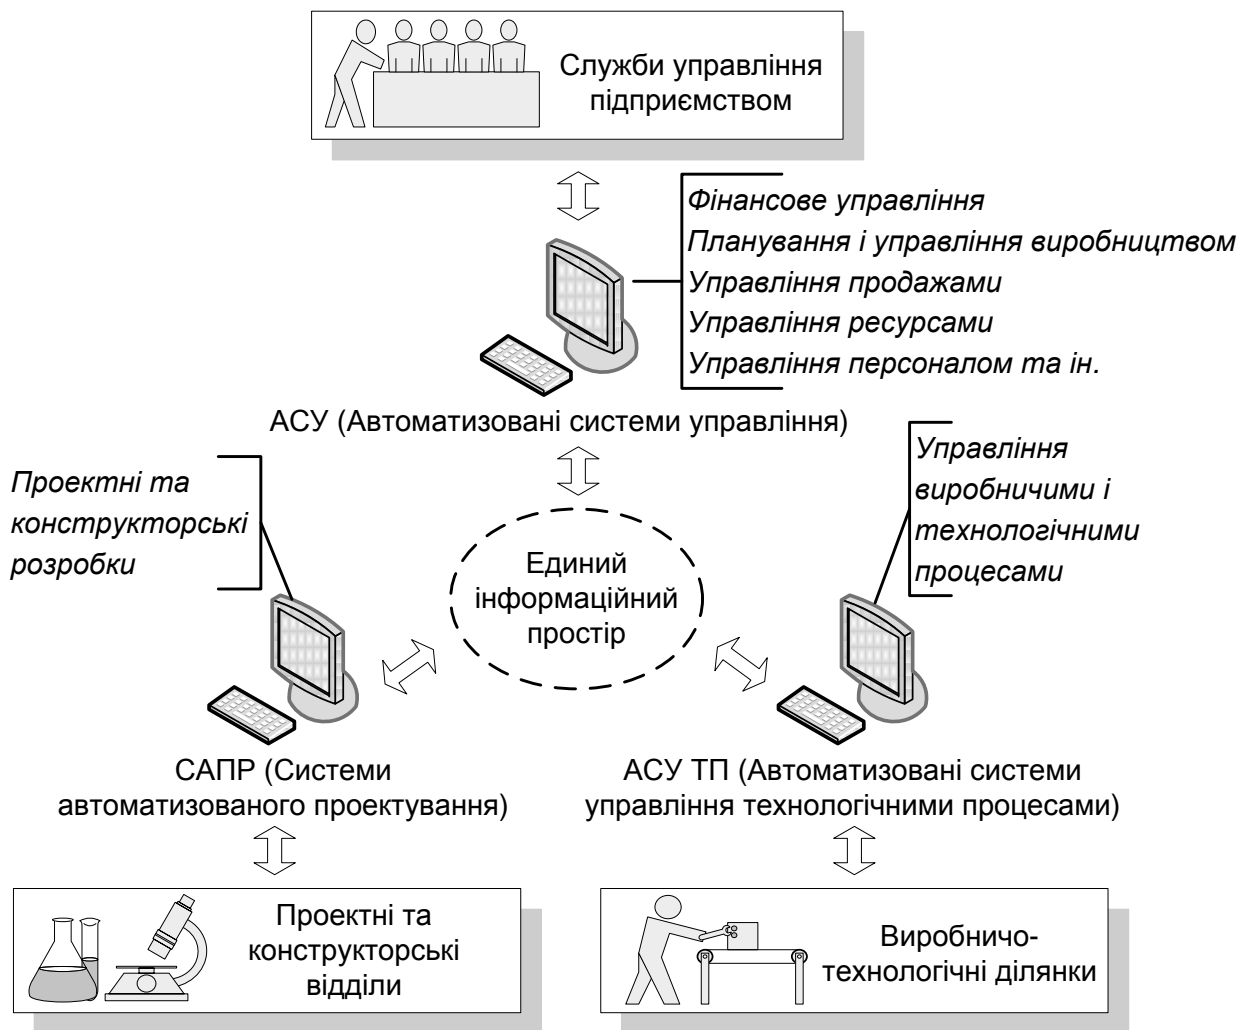 Служби управління
підприємством
Фінансове управління
Планування і управління виробництвом
Управління продажами
Управління ресурсами
Управління персоналом та ін.
АСУ (Автоматизовані системи управління)
Проектні та
конструкторські
розробки
Управління
виробничими і
технологічними
процесами
Единий
інформаційний
простір
САПР (Системи
автоматизованого проектування)
АСУ ТП (Автоматизовані системи
управління технологічними процесами)
Проектні та
конструкторські
відділи
Виробничо-
технологічні ділянки